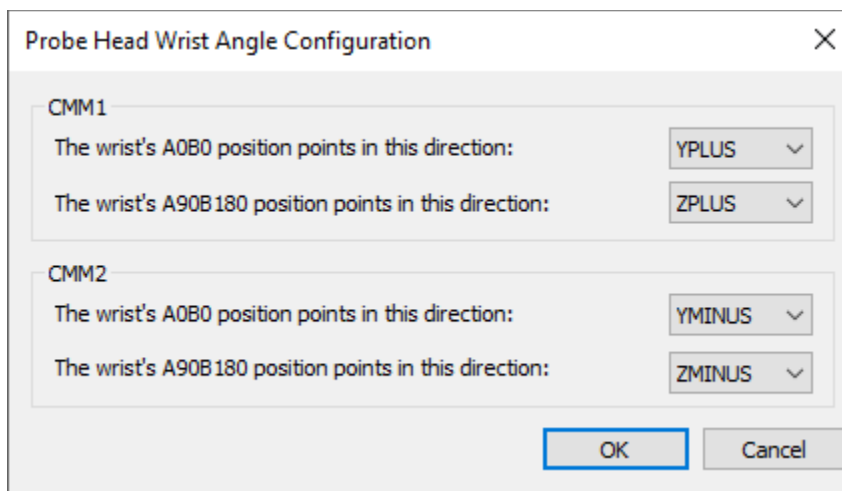 Probe Head Wrist Angle Configuration
CMM1
The wrist's A0B0 position points in this direction: YPLUS
The wrist's A90B180 position points in this direction: ZPLUS
CMM2
The wrist's A0B0 position points in this direction: YMINUS
The wrist's A90B180 position points in this direction: ZMINUS
OK Cancel